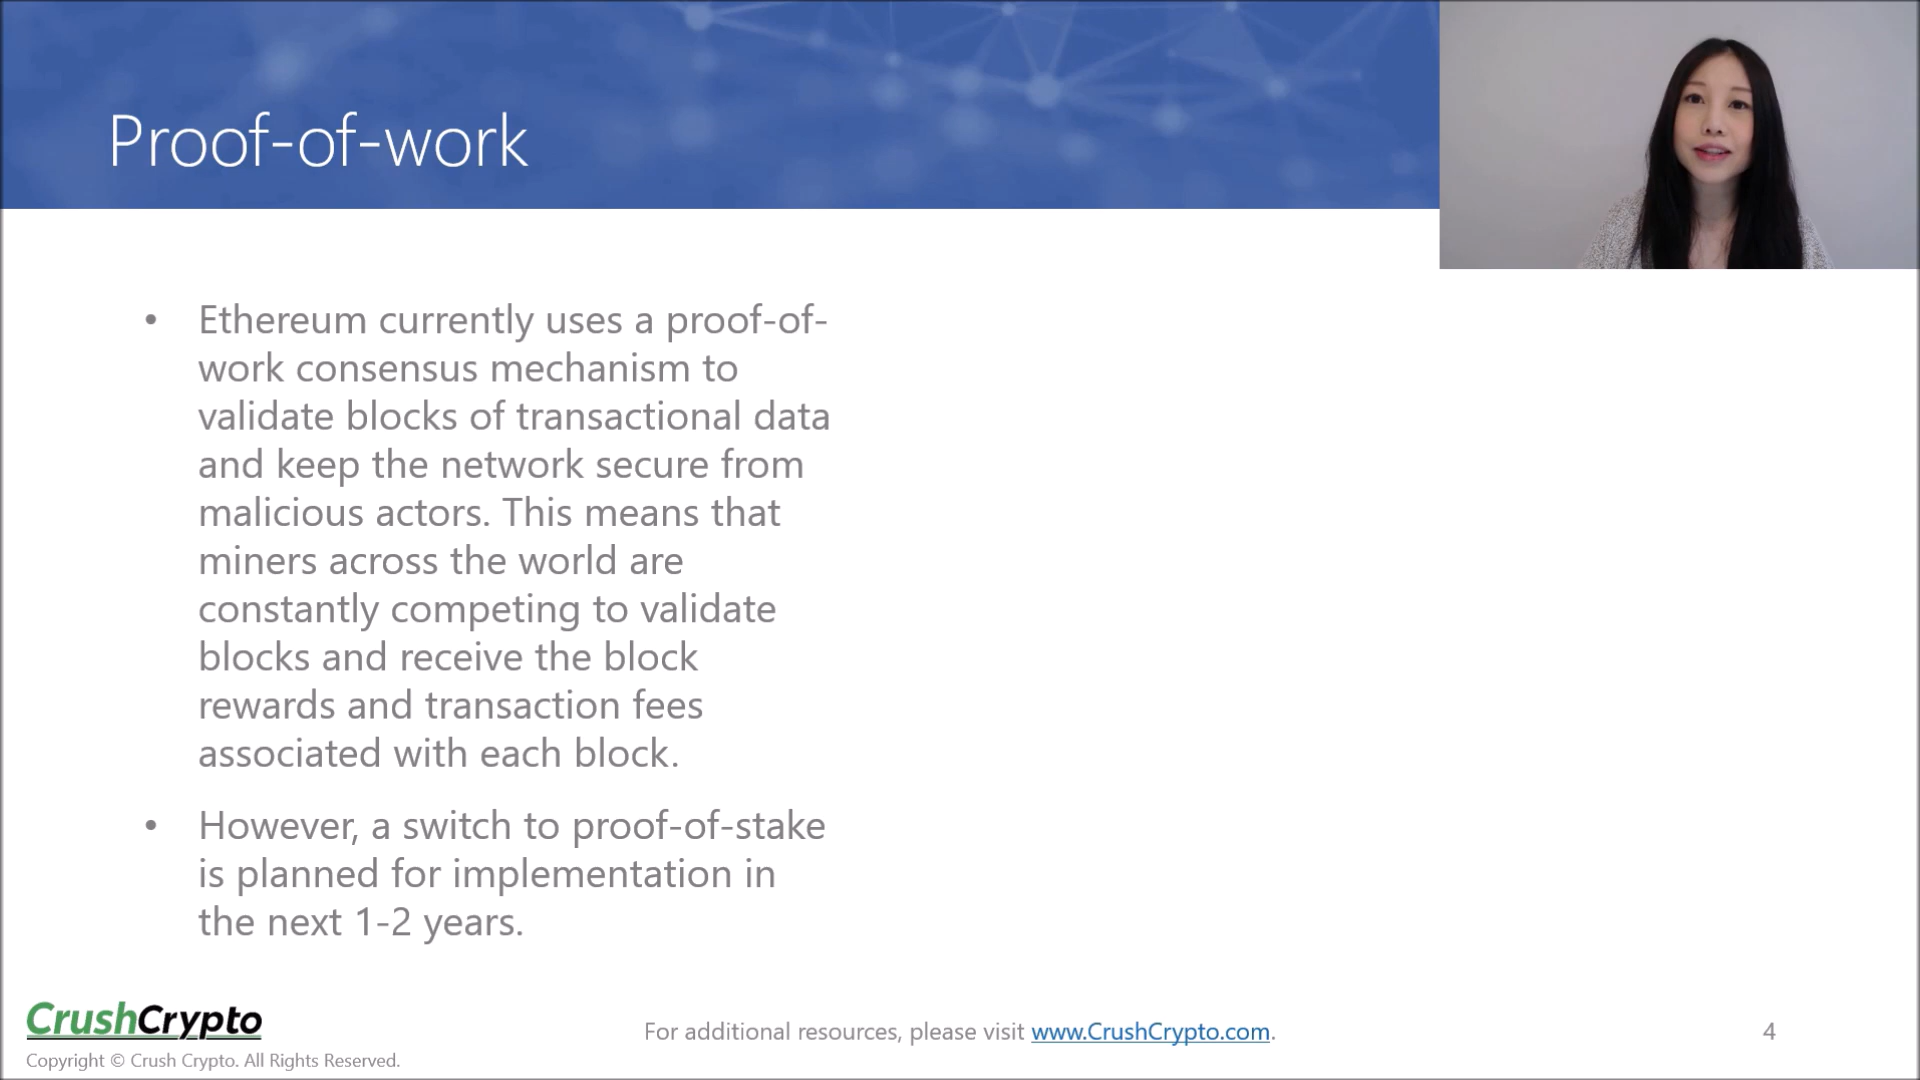 Proof-of-work
• Ethereum currently uses a proof-of-
work consensus mechanism to
validate blocks of transactional data
and keep the network secure from
malicious actors. This means that
miners across the world are
constantly competing to validate
blocks and receive the block
rewards and transaction fees
associated with each block.
• However, a switch to proof-of-stake
is planned for implementation in
the next 1-2 years.
CrushCrypto
Copyright © Crush Crypto. All Rights Reserved.
For additional resources, please visit www.CrushCrypto.com.
4